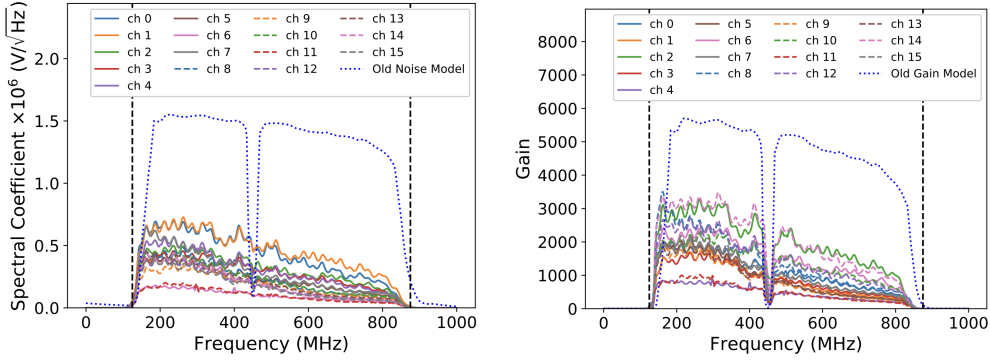 Spectral Coefficient ×10⁶ (V/√Hz)
2.0
1.5
1.0
0.5
0.0
ch 0
ch 1
ch 2
ch 3
ch 4
ch 5
ch 6
ch 7
ch 8
ch 9
ch 10
ch 11
ch 12
ch 13
ch 14
ch 15
Old Noise Model
0
200
400
600
800
1000
Frequency (MHz)
Gain
8000
7000
6000
5000
4000
3000
2000
1000
0
ch 0
ch 1
ch 2
ch 3
ch 4
ch 5
ch 6
ch 7
ch 8
ch 9
ch 10
ch 11
ch 12
ch 13
ch 14
ch 15
Old Gain Model
0
200
400
600
800
1000
Frequency (MHz)